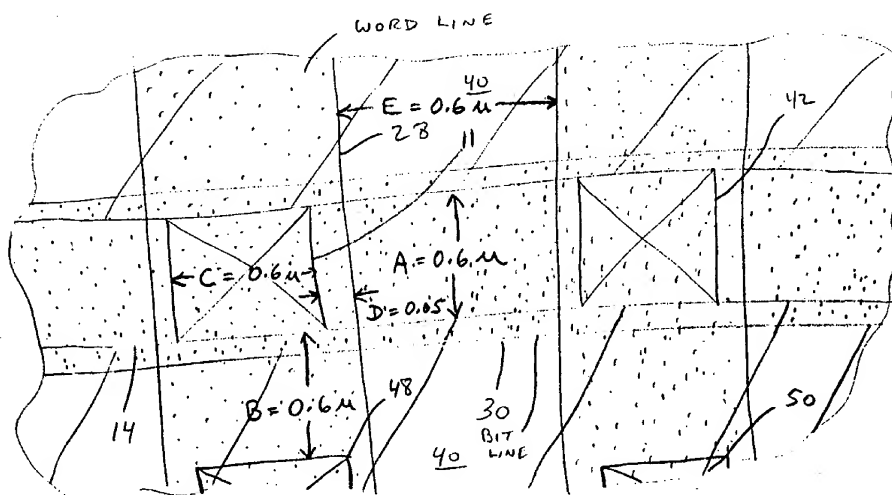 WORD LINE
40
E = 0.6 µ
28
11
42
A = 0.6 µ
C = 0.6 µ
D = 0.05
B = 0.6 µ
48
14
30
BIT
LINE
40
50